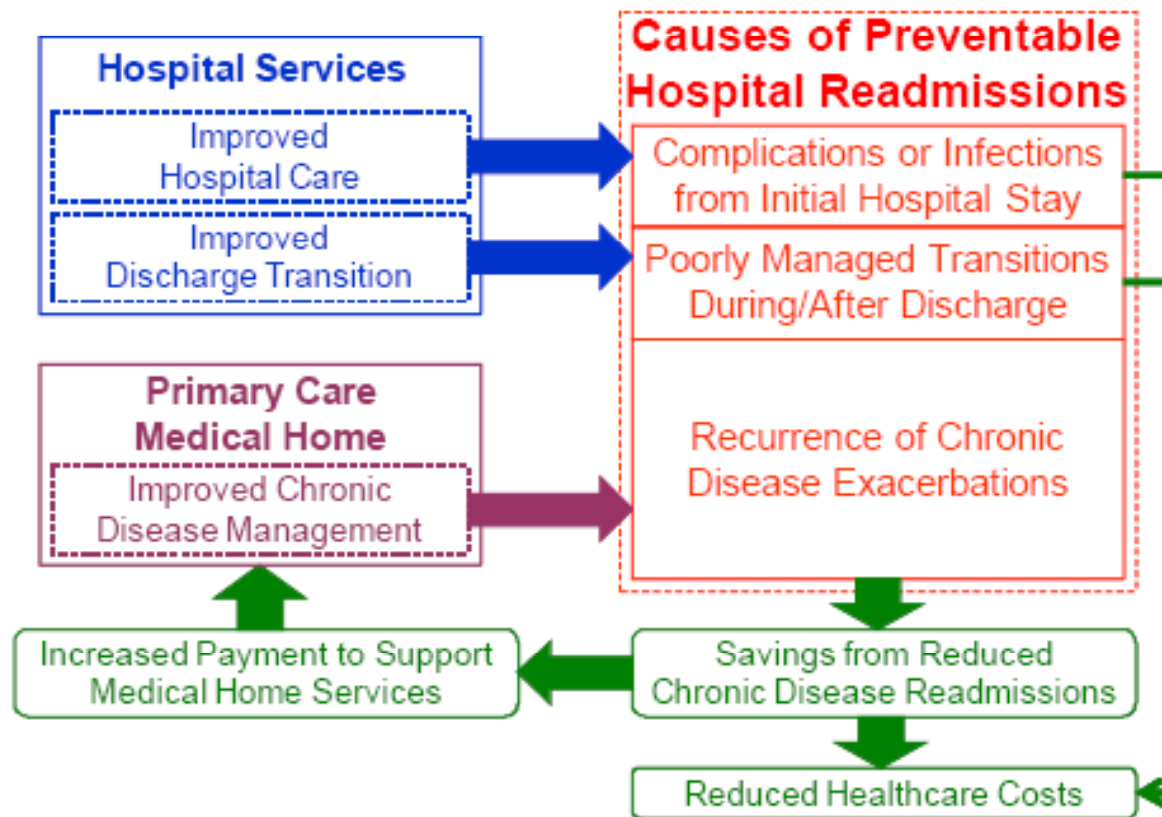 Hospital Services
Improved
Hospital Care
Improved
Discharge Transition
Primary Care
Medical Home
Improved Chronic
Disease Management
Increased Payment to Support
Medical Home Services
Causes of Preventable
Hospital Readmissions
Complications or Infections
from Initial Hospital Stay
Poorly Managed Transitions
During/After Discharge
Recurrence of Chronic
Disease Exacerbations
Savings from Reduced
Chronic Disease Readmissions
Reduced Healthcare Costs